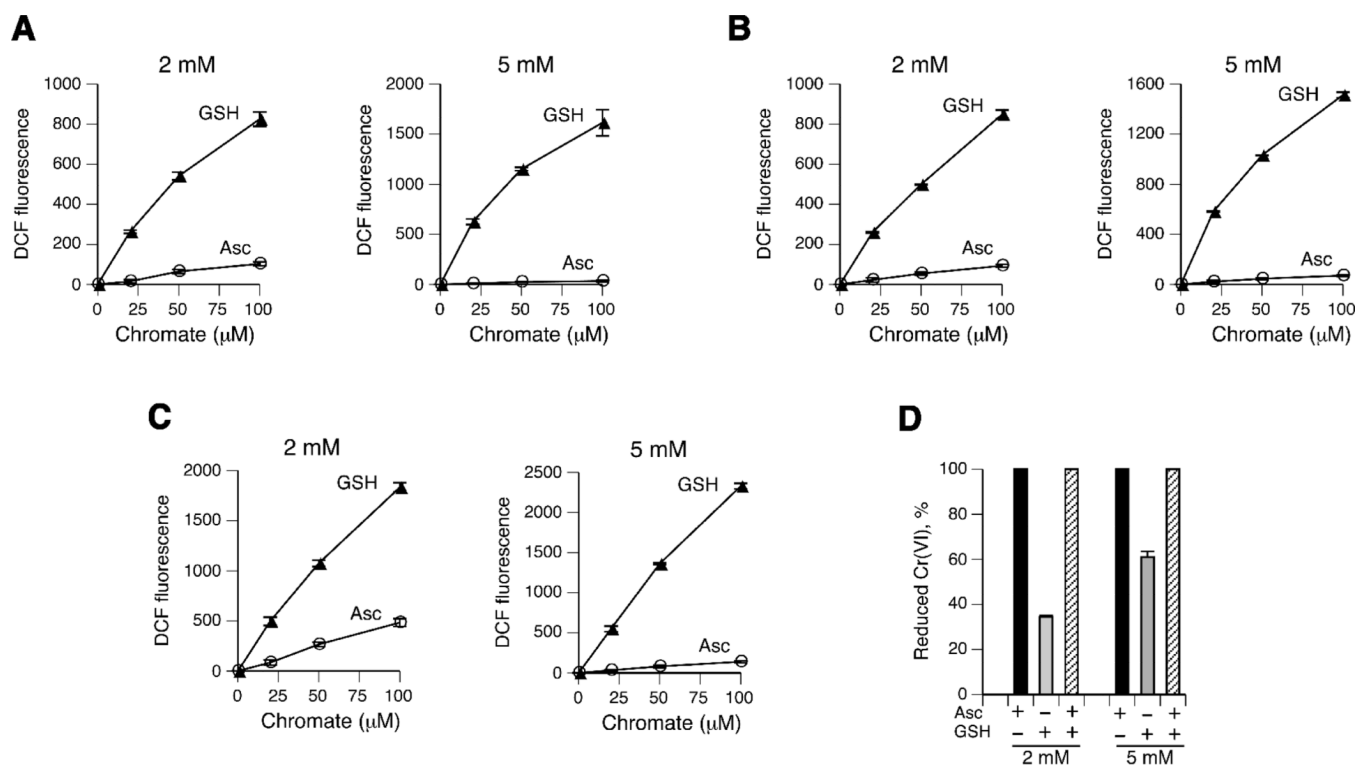 A
2 mM
1000
800
600
400
200
0
DCF fluorescence
GSH
Asc
0 25 50 75 100
Chromate (μM)
5 mM
2000
1500
1000
500
0
DCF fluorescence
GSH
Asc
0 25 50 75 100
Chromate (μM)
B
2 mM
1000
800
600
400
200
0
DCF fluorescence
GSH
Asc
0 25 50 75 100
Chromate (μM)
5 mM
1600
1200
800
400
0
DCF fluorescence
GSH
Asc
0 25 50 75 100
Chromate (μM)
C
2 mM
2000
1500
1000
500
0
DCF fluorescence
GSH
Asc
0 25 50 75 100
Chromate (μM)
5 mM
2500
2000
1500
1000
500
0
DCF fluorescence
GSH
Asc
0 25 50 75 100
Chromate (μM)
D
100
80
60
40
20
0
Reduced Cr(VI), %
Asc + – + + – +
GSH – + + – + +
2 mM 5 mM